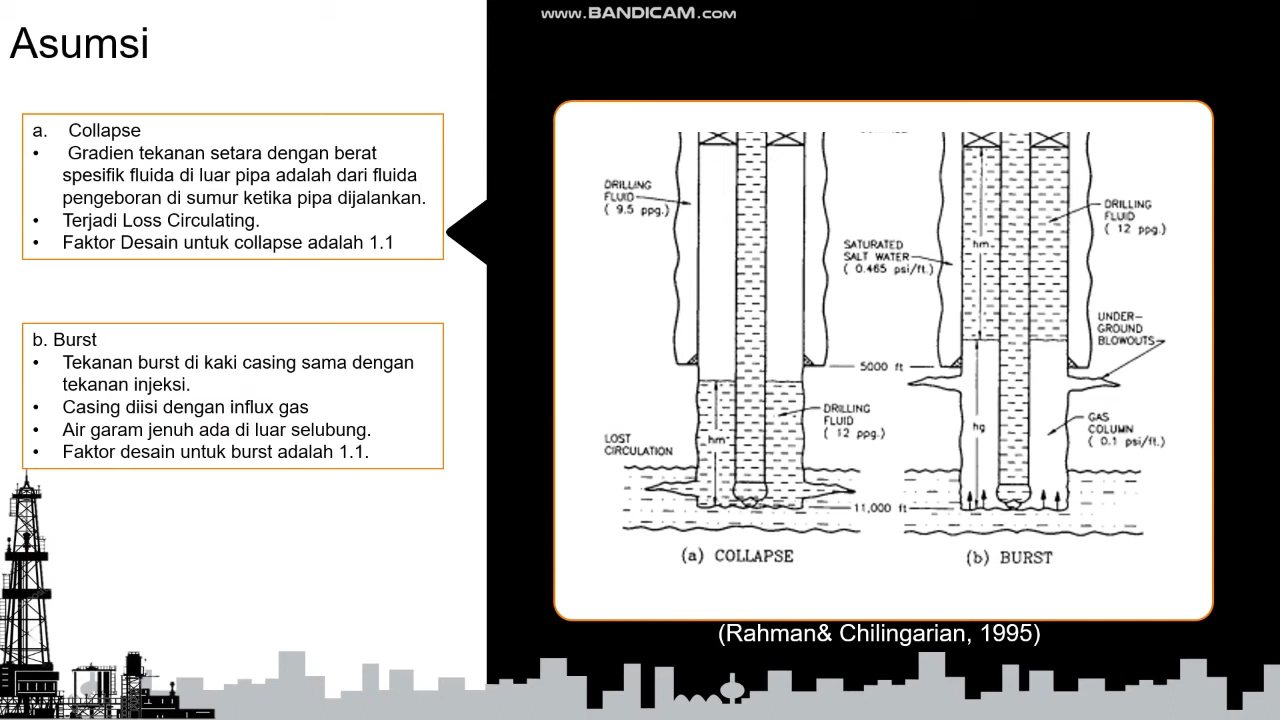 www.BANDICAM.com
Asumsi
a. Collapse
• Gradien tekanan setara dengan berat
spesifik fluida di luar pipa adalah dari fluida
pengeboran di sumur ketika pipa dijalankan.
• Terjadi Loss Circulating.
• Faktor Desain untuk collapse adalah 1.1
b. Burst
• Tekanan burst di kaki casing sama dengan
tekanan injeksi.
• Casing diisi dengan influx gas
• Air garam jenuh ada di luar selubung.
• Faktor desain untuk burst adalah 1.1.
DRILLING
FLUID
( 9.5 ppg.)
5000 ft
DRILLING
FLUID
( 12 ppg.)
hm
LOST
CIRCULATION
11,000 ft
(a) COLLAPSE
SATURATED
SALT WATER
( 0.465 psi/ft.)
hm
DRILLING
FLUID
( 12 ppg.)
UNDER-
GROUND
BLOWOUTS
hg
GAS
COLUMN
( 0.1 psi/ft.)
(b) BURST
(Rahman& Chilingarian, 1995)